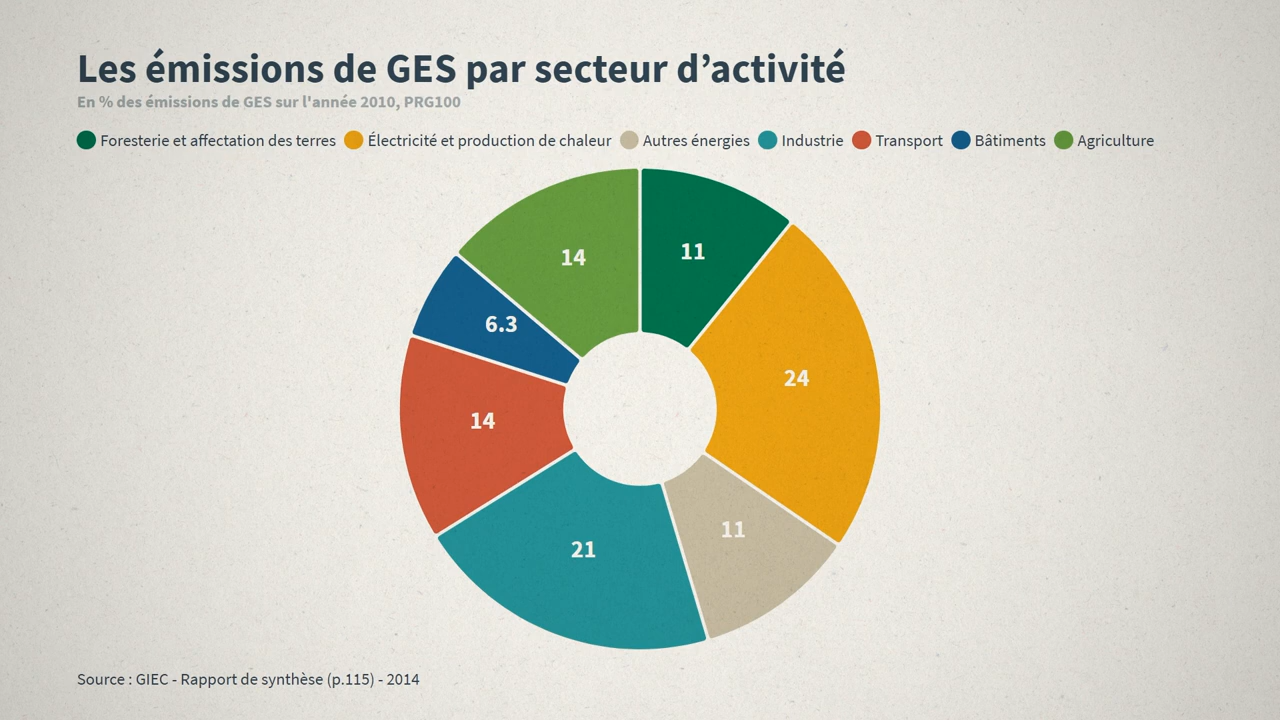 Les émissions de GES par secteur d’activité
En % des émissions de GES sur l'année 2010, PRG100
Foresterie et affectation des terres Électricité et production de chaleur Autres énergies Industrie Transport Bâtiments Agriculture
14
11
6.3
24
14
11
21
Source : GIEC - Rapport de synthèse (p.115) - 2014